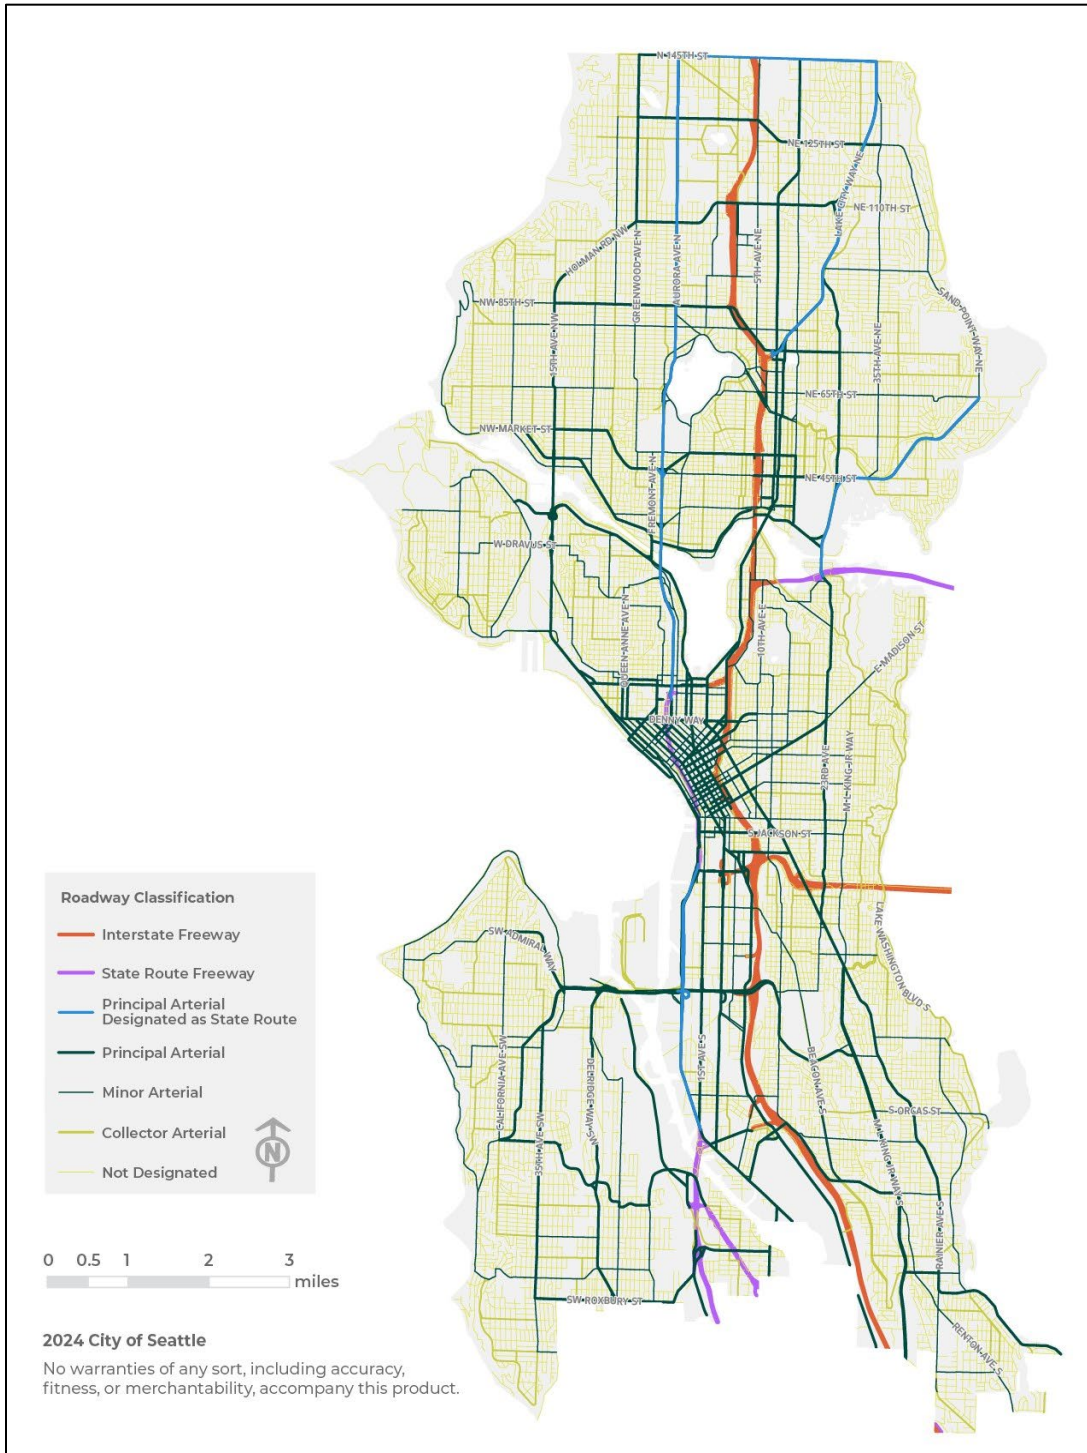 N 145TH ST
NE 125TH ST
LAKE CITY WAY NE
NE 110TH ST
HOLMAN RD NW
GREENWOOD AVE N
AURORA AVE N
5TH AVE NE
SAND POINT WAY NE
NW 85TH ST
15TH AVE NW
35TH AVE NE
NE 65TH ST
NW MARKET ST
FREMONT AVE N
NE 45TH ST
W DRAVUS ST
QUEEN ANNE AVE N
10TH AVE E
E MADISON ST
DENNY WAY
23RD AVE
M L KING JR WAY
S JACKSON ST
LAKE WASHINGTON BLVD S
SW ADMIRAL WAY
CALIFORNIA AVE SW
35TH AVE SW
DELRIDGE WAY SW
1ST AVE S
BEACON AVE S
S ORCAS ST
M L KING JR WAY S
RAINIER AVE S
RENTON AVE S
SW ROXBURY ST
Roadway Classification
Interstate Freeway
State Route Freeway
Principal Arterial
Designated as State Route
Principal Arterial
Minor Arterial
Collector Arterial
Not Designated
N
0 0.5 1 2 3
miles
2024 City of Seattle
No warranties of any sort, including accuracy,
fitness, or merchantability, accompany this product.